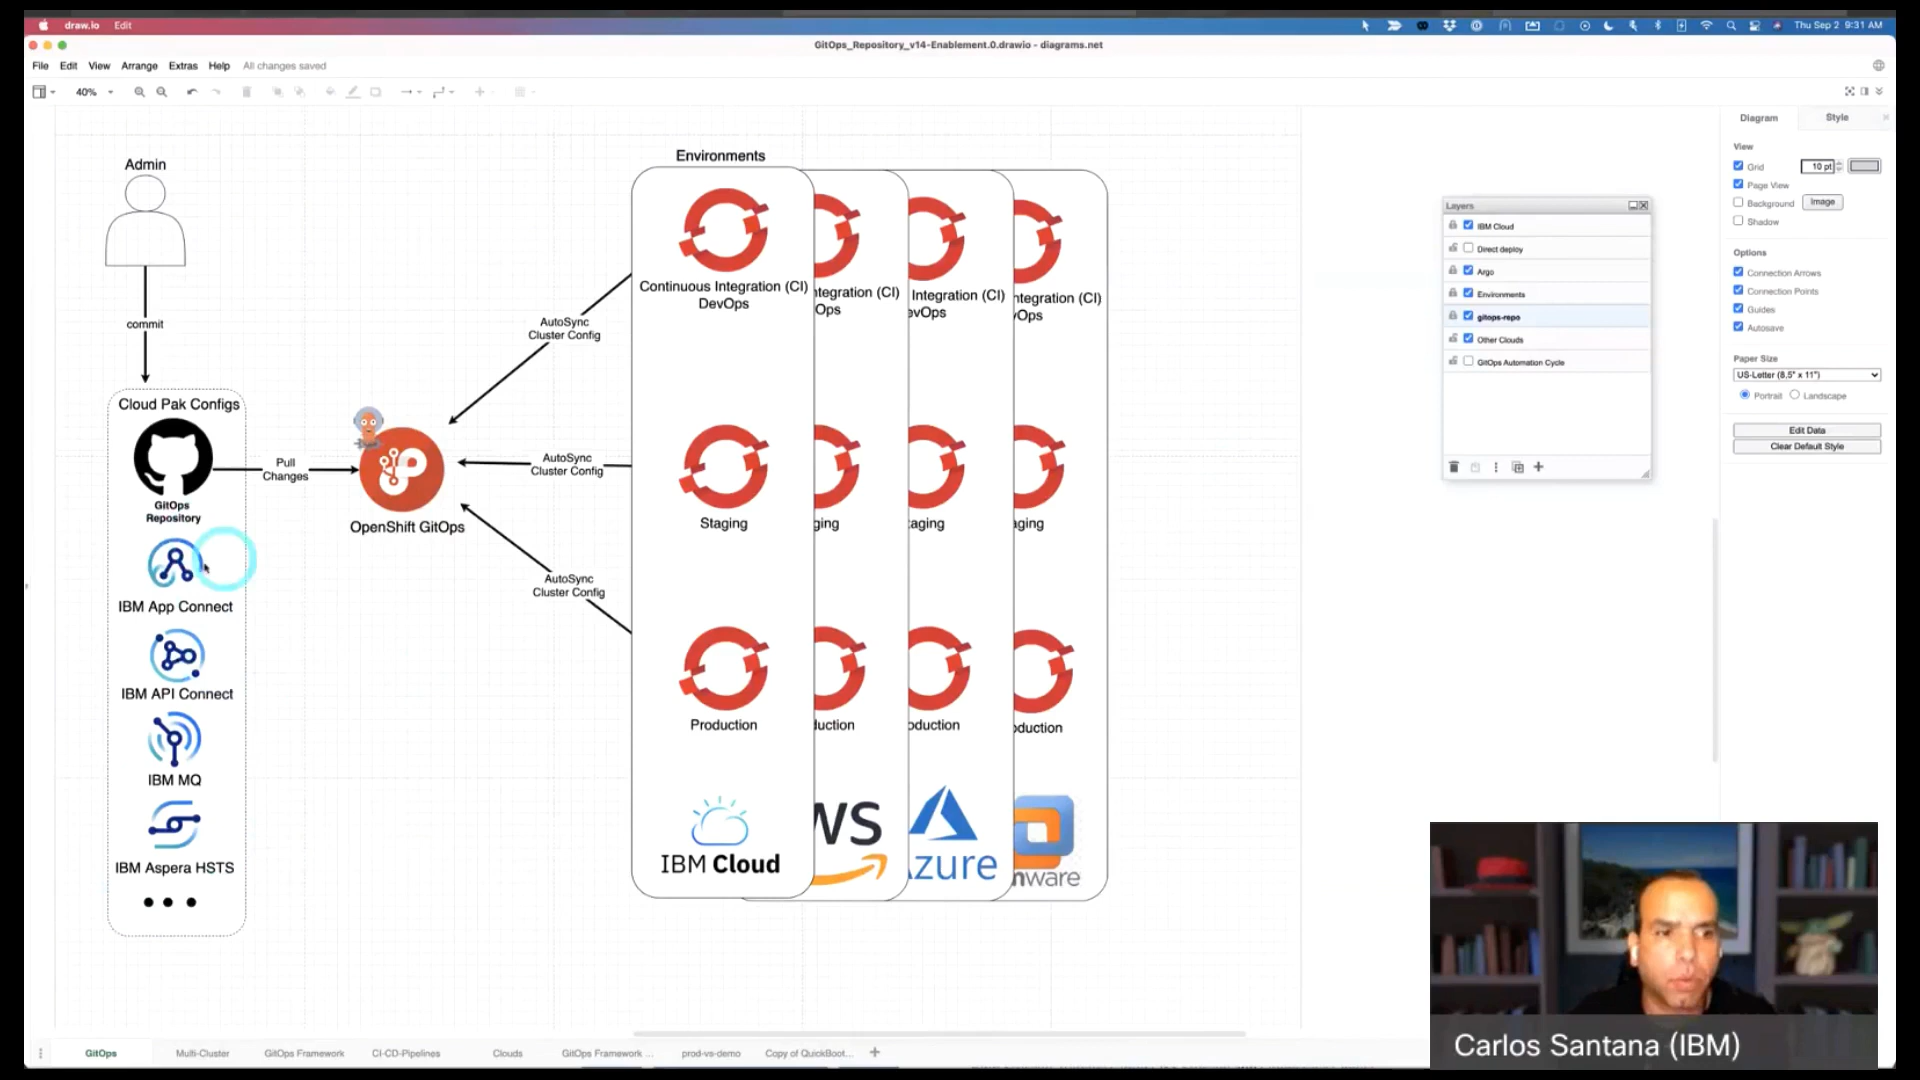 draw.io Edit
Thu Sep 2 9:31 AM
GitOps_Repository_v14-Enablement.0.drawio - diagrams.net
File Edit View Arrange Extras Help All changes saved
40%
Admin
commit
Cloud Pak Configs
GitOps
Repository
IBM App Connect
IBM API Connect
IBM MQ
IBM Aspera HSTS
Pull
Changes
OpenShift GitOps
AutoSync
Cluster Config
AutoSync
Cluster Config
AutoSync
Cluster Config
Environments
Continuous Integration (CI)
DevOps
Staging
Production
IBM Cloud
ntegration (CI)
Ops
ging
duction
WS
Integration (CI)
evOps
aging
oduction
Azure
ntegration (CI)
vOps
aging
oduction
mware
Layers
IBM Cloud
Direct deploy
Argo
Environments
gitops-repo
Other Clouds
GitOps Automation Cycle
Diagram Style
View
Grid 10 pt
Page View
Background Image
Shadow
Options
Connection Arrows
Connection Points
Guides
Autosave
Paper Size
US-Letter (8,5" x 11")
Portrait Landscape
Edit Data
Clear Default Style
GitOps Multi-Cluster GitOps Framework CI-CD-Pipelines Clouds GitOps Framework ... prod-vs-demo Copy of QuickBoot...
Carlos Santana (IBM)